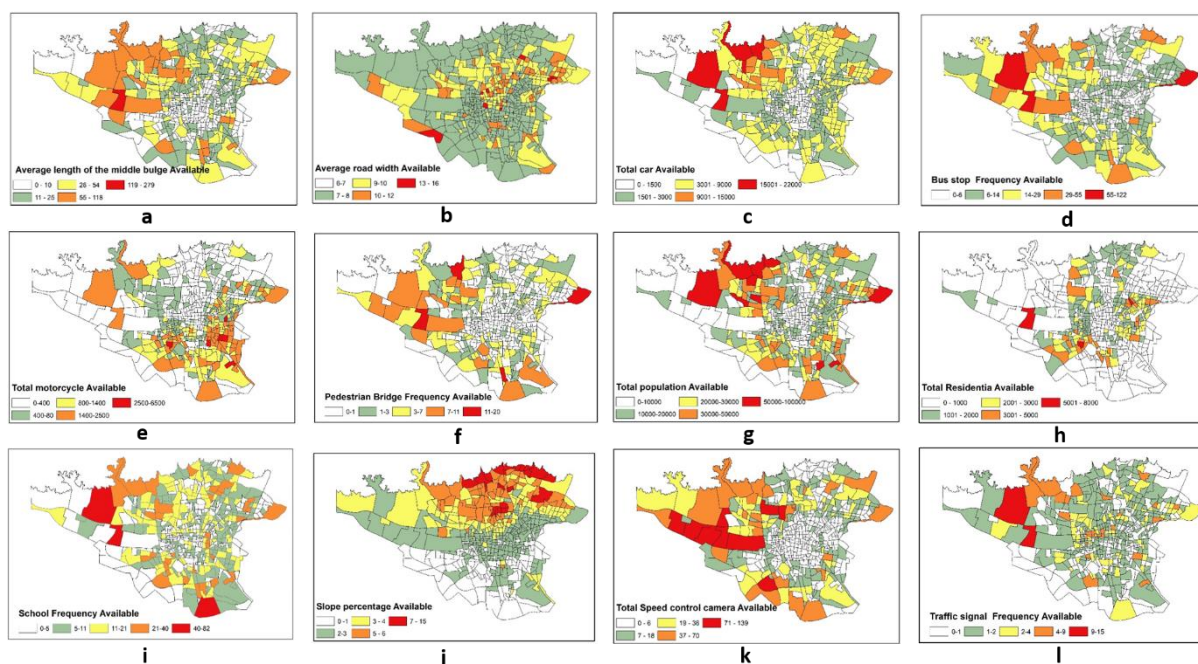 Average length of the middle bulge Available
0 - 10 26 - 54 119 - 279
11 - 25 55 - 118
a
Average road width Available
6-7 9-10 13 - 16
7 - 8 10 - 12
b
Total car Available
0 - 1500 3001 - 9000 15001 - 22000
1501 - 3000 9001 - 15000
c
Bus stop Frequency Available
0-6 6-14 14-29 29-55 55-122
d
Total motorcycle Available
0-400 800-1400 2500-6500
400-80 1400-2500
e
Pedestrian Bridge Frequency Available
0-1 1-3 3-7 7-11 11-20
f
Total population Available
0-10000 20000-30000 50000-100000
10000-20000 30000-50000
g
Total Residentia Available
0 - 1000 2001 - 3000 5001 - 8000
1001 - 2000 3001 - 5000
h
School Frequency Available
0-5 5-11 11-21 21-40 40-82
i
Slope percentage Available
0 - 1 3 - 4 7 - 15
2-3 5 - 6
j
Total Speed control camera Available
0 - 6 19 - 36 71 - 139
7 - 18 37 - 70
k
Traffic signal Frequency Available
0-1 1-2 2-4 4-9 9-15
l